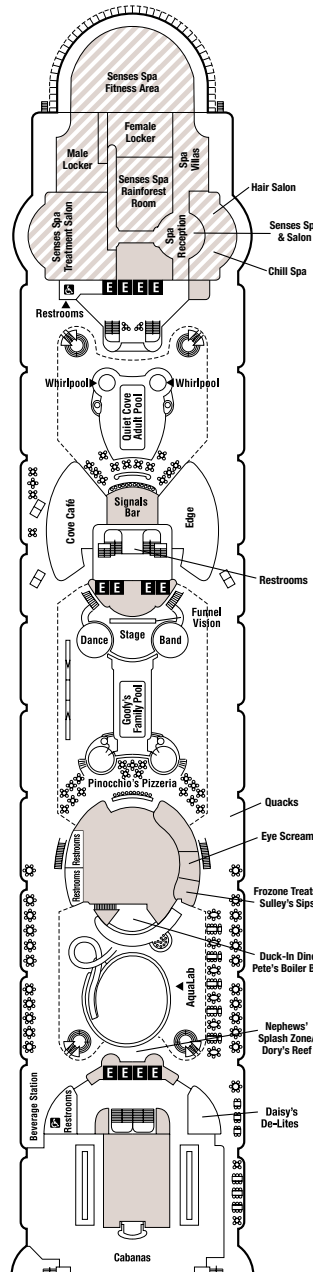 Senses Spa
Fitness Area
Female
Locker
Male
Locker
Spa
Villas
Senses Spa
Rainforest
Room
Hair Salon
Senses Spa
Treatment Salon
Spa
Reception
Senses Spa
& Salon
Chill Spa
E E E E
Restrooms
Whirlpool
Whirlpool
Quiet Cove
Adult Pool
Cove Café
Signals
Bar
Edge
Restrooms
E E E E
Funnel
Vision
Dance
Stage
Band
Goofy's
Family Pool
Pinocchio's Pizzeria
Quacks
Restrooms
Eye Scream
Restrooms
Frozone Treat
Sulley's Sips
Duck-In Dine
Pete's Boiler B
AquaLab
Nephews'
Splash Zone/
Dory's Reef
E E E E
Beverage Station
Restrooms
Daisy's
De-Lites
Cabanas